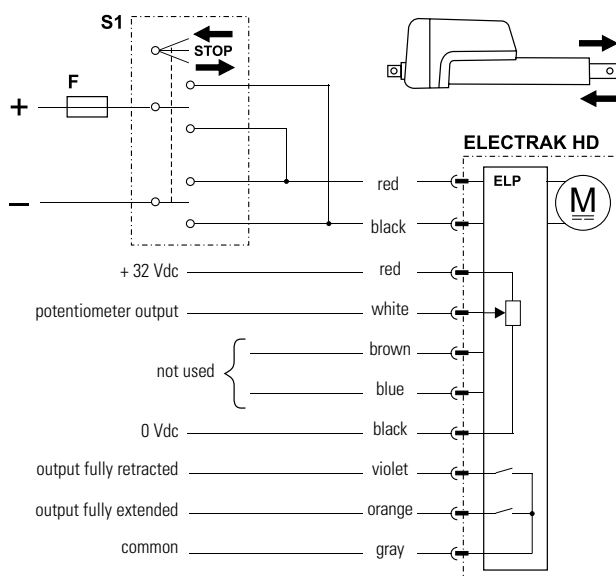 S1
STOP
F
+
–
ELECTRAK HD
ELP
M
red
black
+ 32 Vdc
red
potentiometer output
white
not used
brown
blue
0 Vdc
black
output fully retracted
violet
output fully extended
orange
common
gray